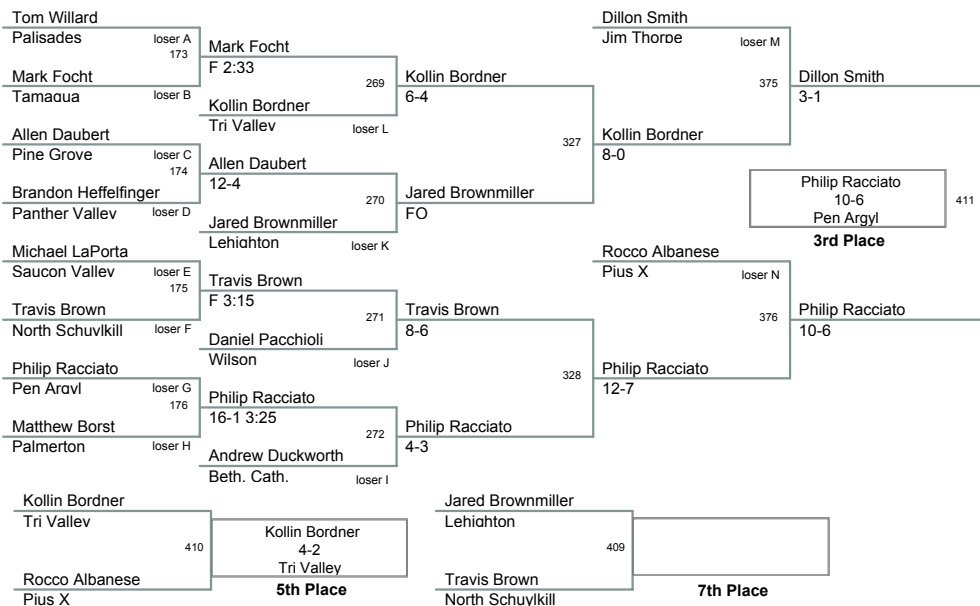 Tom Willard
Palisades
loser A
173
Mark Focht
Tamaqua
loser B
Mark Focht
F 2:33
269
Kollin Bordner
Tri Valley
loser L
Kollin Bordner
6-4
Allen Daubert
Pine Grove
loser C
174
Brandon Heffelfinger
Panther Valley
loser D
Allen Daubert
12-4
270
Jared Brownmiller
Lehighton
loser K
Jared Brownmiller
FO
327
Kollin Bordner
8-0
Dillon Smith
Jim Thorpe
loser M
375
Dillon Smith
3-1
Philip Racciato
10-6
Pen Argyl
411
3rd Place
Michael LaPorta
Saucon Valley
loser E
175
Travis Brown
North Schuylkill
loser F
Travis Brown
F 3:15
271
Daniel Pacchioli
Wilson
loser J
Travis Brown
8-6
Philip Racciato
Pen Argyl
loser G
176
Matthew Borst
Palmerton
loser H
Philip Racciato
16-1 3:25
272
Andrew Duckworth
Beth. Cath.
loser I
Philip Racciato
4-3
328
Philip Racciato
12-7
Rocco Albanese
Pius X
loser N
376
Philip Racciato
10-6
Kollin Bordner
Tri Valley
410
Rocco Albanese
Pius X
Kollin Bordner
4-2
Tri Valley
5th Place
Jared Brownmiller
Lehighton
409
Travis Brown
North Schuylkill
7th Place